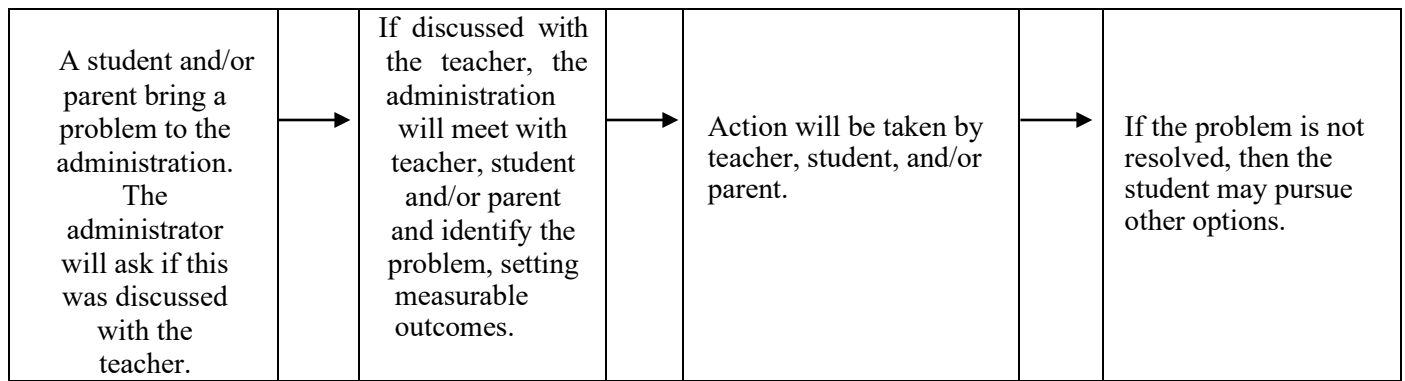 A student and/or
parent bring a
problem to the
administration.
The
administrator
will ask if this
was discussed
with the
teacher.
If discussed with
the teacher, the
administration
will meet with
teacher, student
and/or parent
and identify the
problem, setting
measurable
outcomes.
Action will be taken by
teacher, student, and/or
parent.
If the problem is not
resolved, then the
student may pursue
other options.